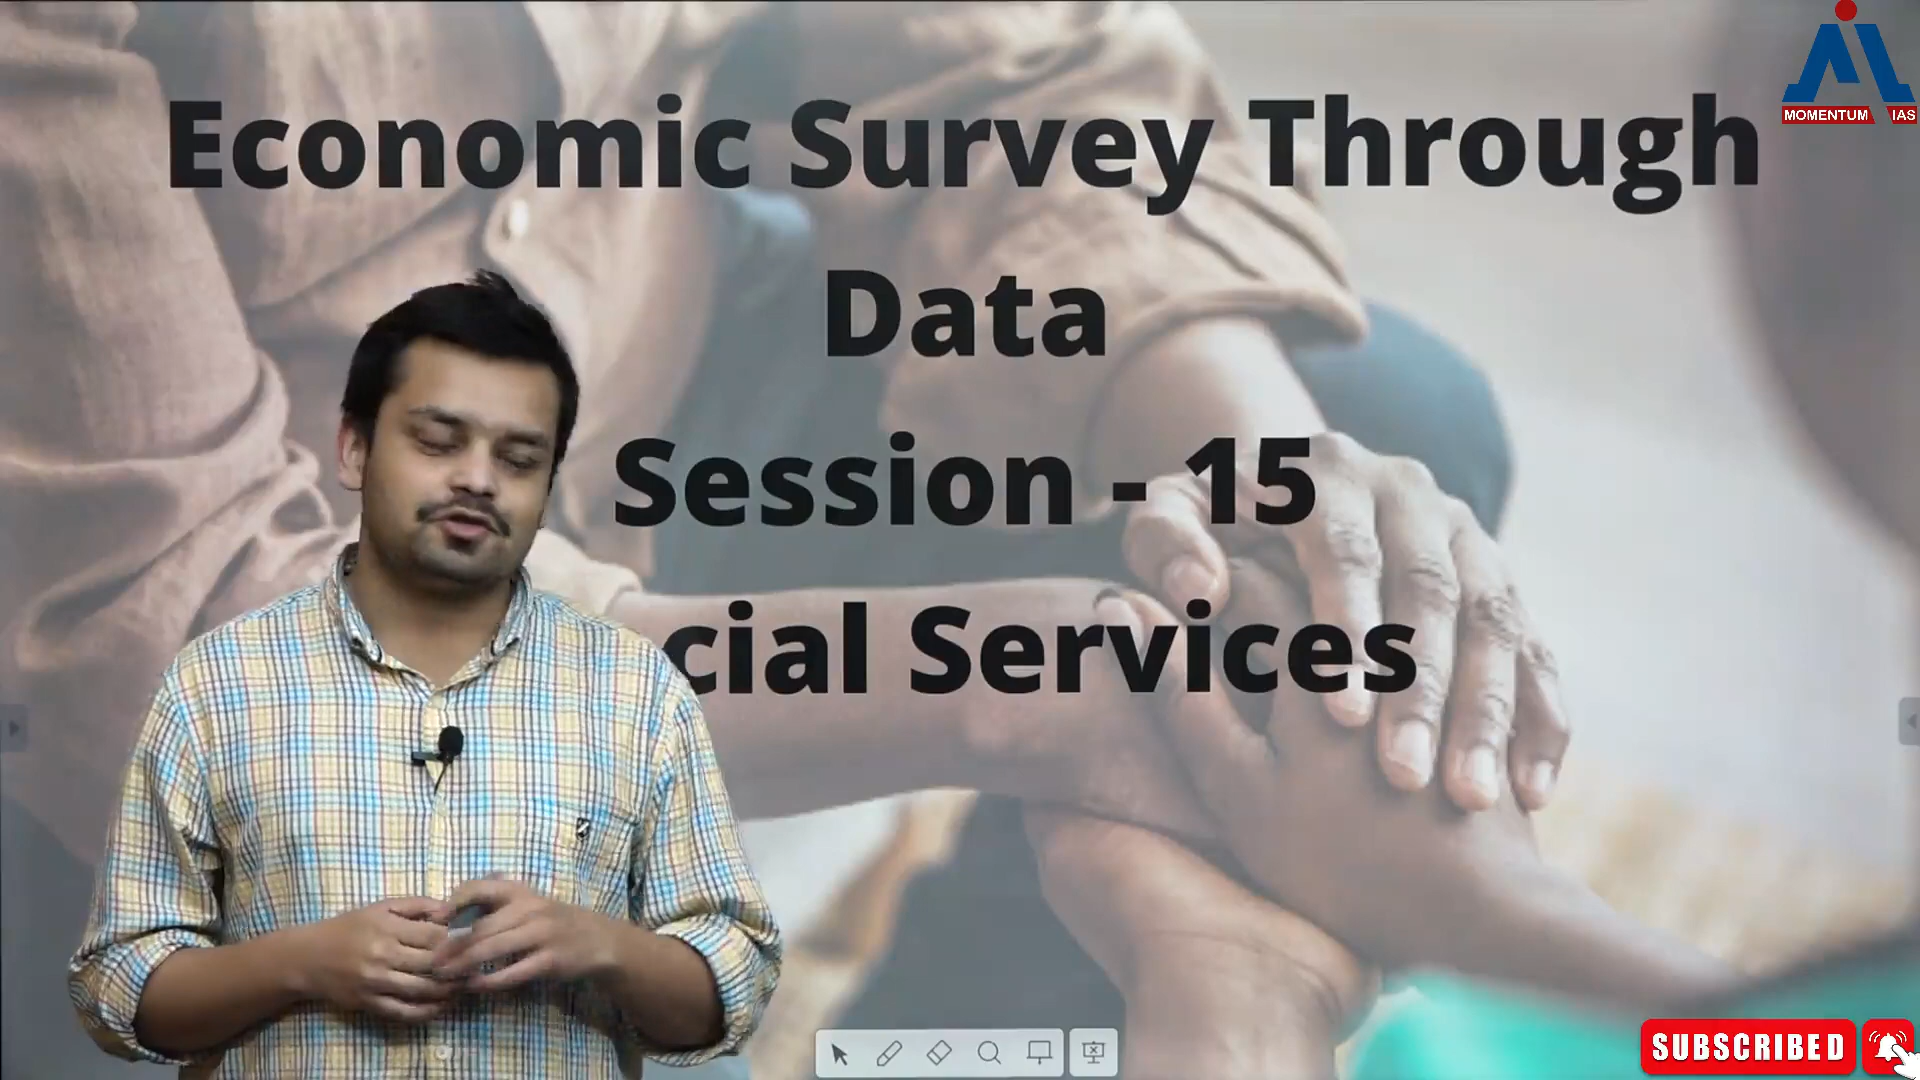 Economic Survey Through
Data
Session - 15
cial Services
MOMENTUM IAS
SUBSCRIBED